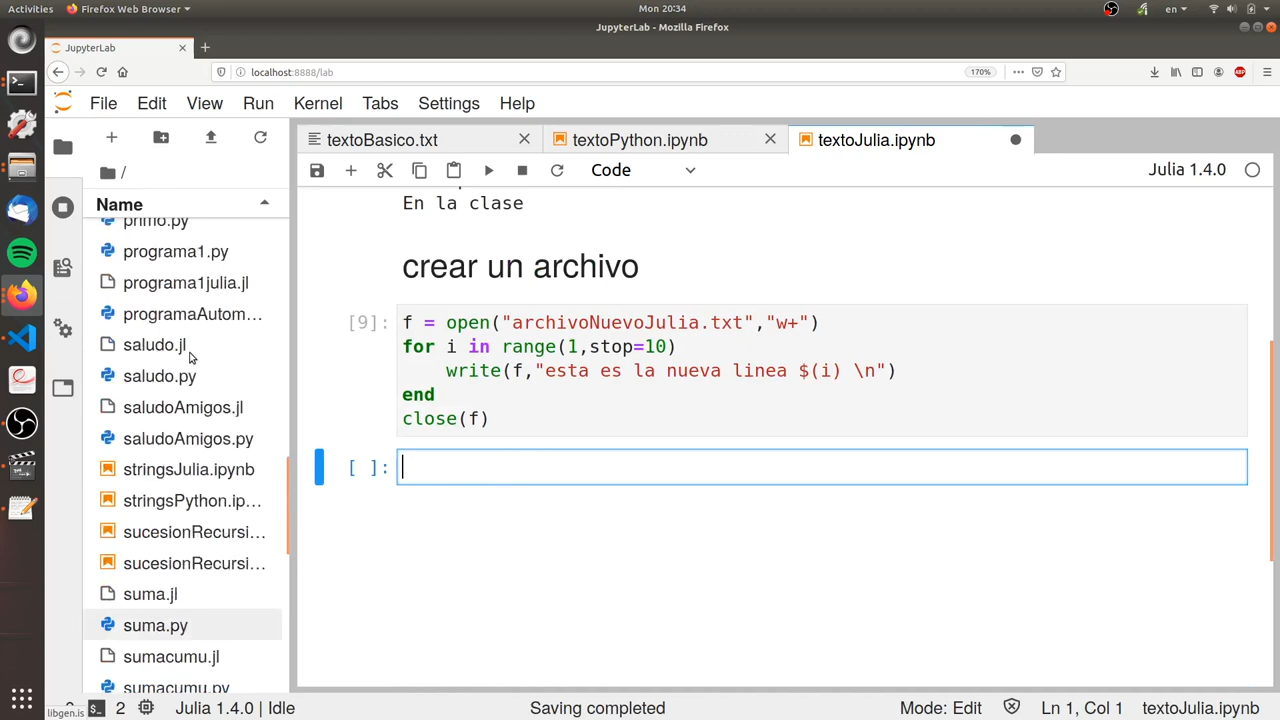 Activities Firefox Web Browser Mon 20:34 en
JupyterLab - Mozilla Firefox
JupyterLab
localhost:8888/lab 170% ABP
File Edit View Run Kernel Tabs Settings Help
textoBasico.txt textoPython.ipynb textoJulia.ipynb
Code Julia 1.4.0
/
Name
primo.py
programa1.py
programa1julia.jl
programaAutom…
saludo.jl
saludo.py
saludoAmigos.jl
saludoAmigos.py
stringsJulia.ipynb
stringsPython.ip…
sucesionRecursi…
sucesionRecursi…
suma.jl
suma.py
sumacumu.jl
sumacumu.py
En la clase
crear un archivo
[9]: f = open("archivoNuevoJulia.txt","w+")
for i in range(1,stop=10)
write(f,"esta es la nueva linea $(i) \n")
end
close(f)
[ ]:
libgen.is
2 Julia 1.4.0 | Idle Saving completed Mode: Edit Ln 1, Col 1 textoJulia.ipynb